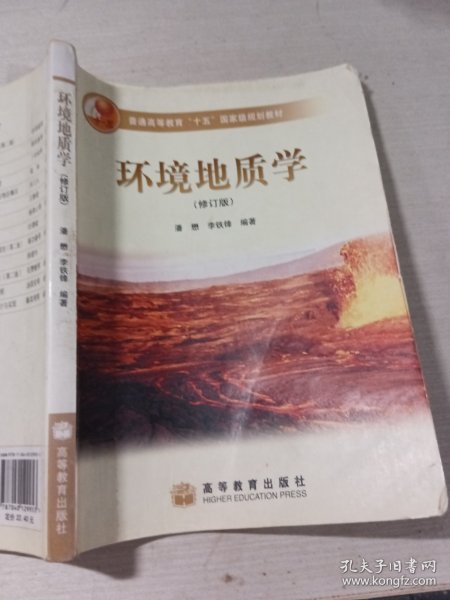 普通高等教育“十五”国家级规划教材
环境地质学
(修订版)
潘 懋 李铁锋 编著
高等教育出版社
HIGHER EDUCATION PRESS
环境地质学(修订版) 潘 懋 李铁锋 编著
高等教育出版社
孔夫子旧书网
www.kongfz.com